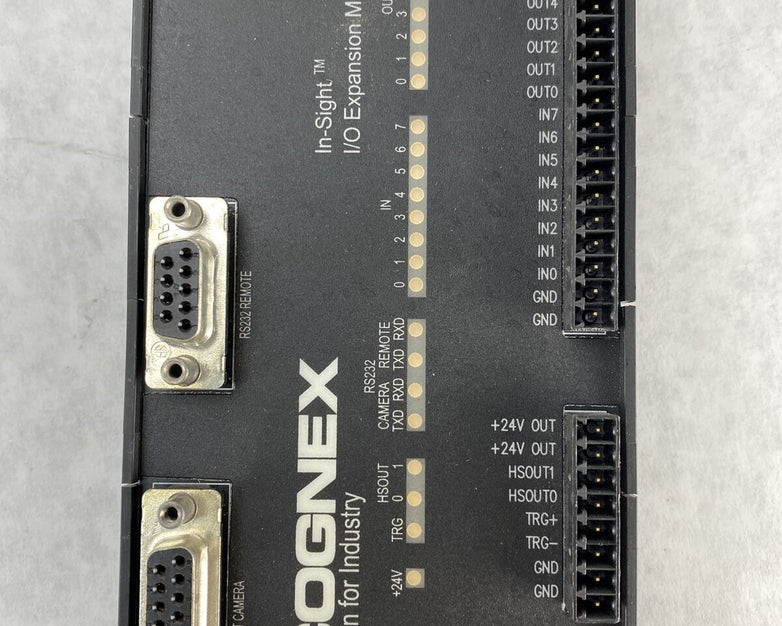 In-Sight™
I/O Expansion M
COGNEX
n for Industry
OU
3
2
1
0
IN
7
6
5
4
3
2
1
0
RS232
CAMERA REMOTE
TXD RXD TXD RXD
HSOUT
TRG 0 1
+24V
RS232 REMOTE
T CAMERA
OUT4
OUT3
OUT2
OUT1
OUT0
IN7
IN6
IN5
IN4
IN3
IN2
IN1
IN0
GND
GND
+24V OUT
+24V OUT
HSOUT1
HSOUT0
TRG+
TRG-
GND
GND